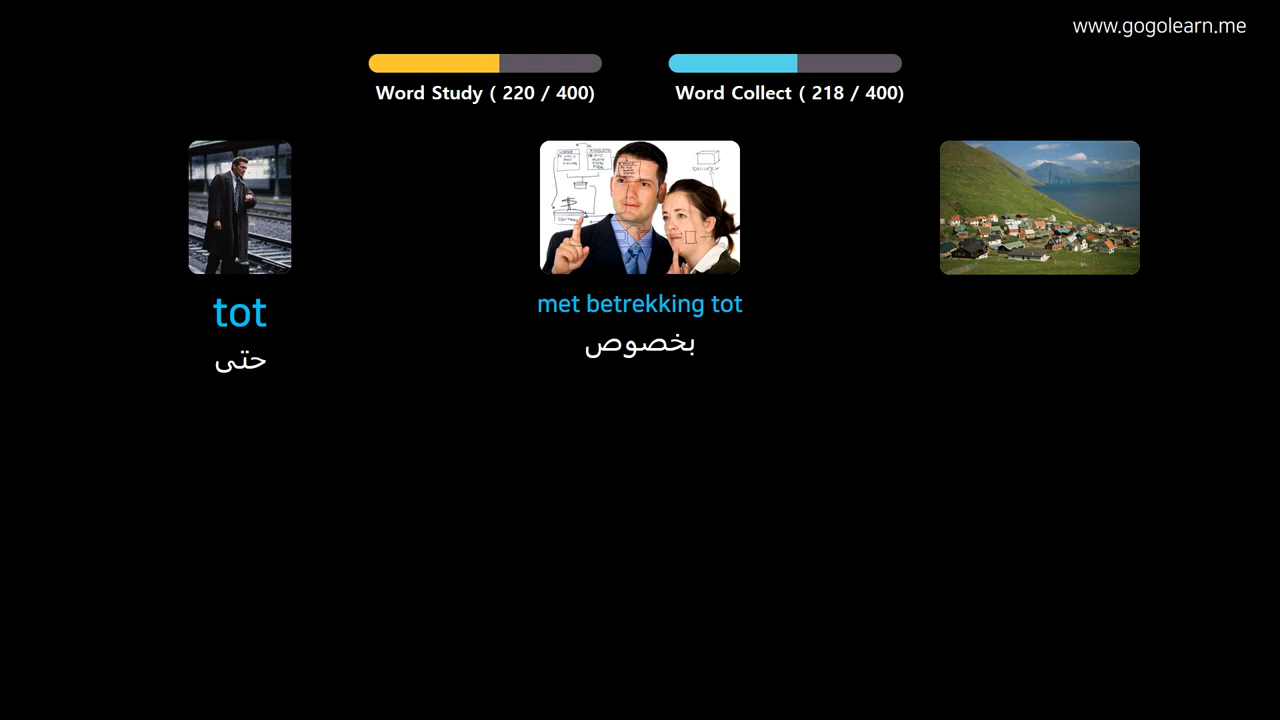 www.gogolearn.me
Word Study ( 220 / 400)
Word Collect ( 218 / 400)
tot
حتى
met betrekking tot
بخصوص